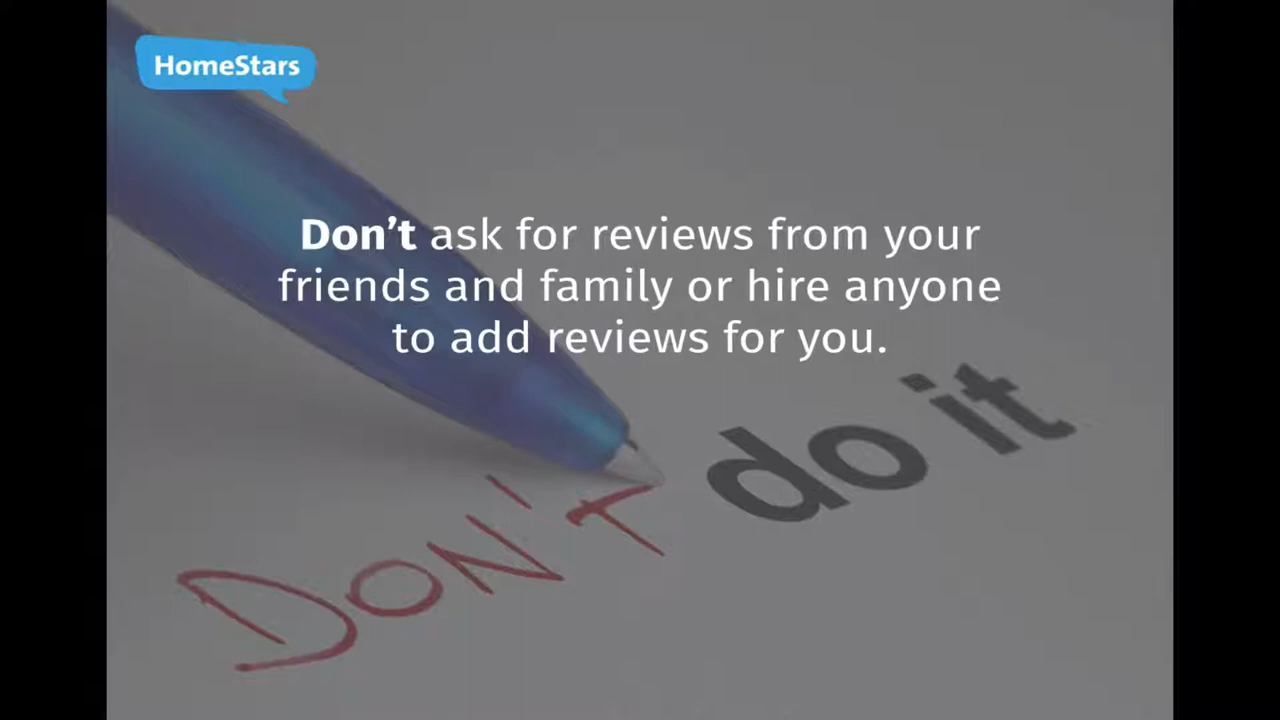 HomeStars
Don’t ask for reviews from your
friends and family or hire anyone
to add reviews for you.
DON'T do it